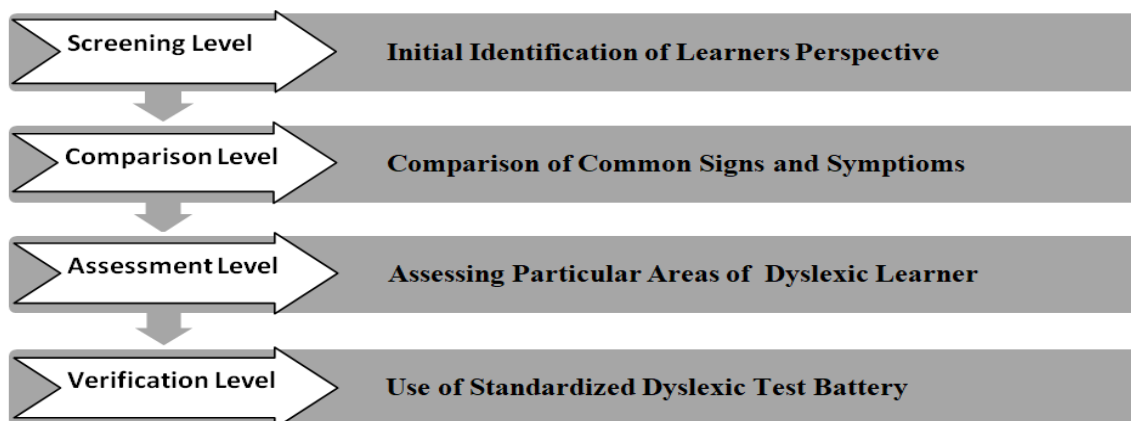 Screening Level
Initial Identification of Learners Perspective
Comparison Level
Comparison of Common Signs and Symptioms
Assessment Level
Assessing Particular Areas of Dyslexic Learner
Verification Level
Use of Standardized Dyslexic Test Battery